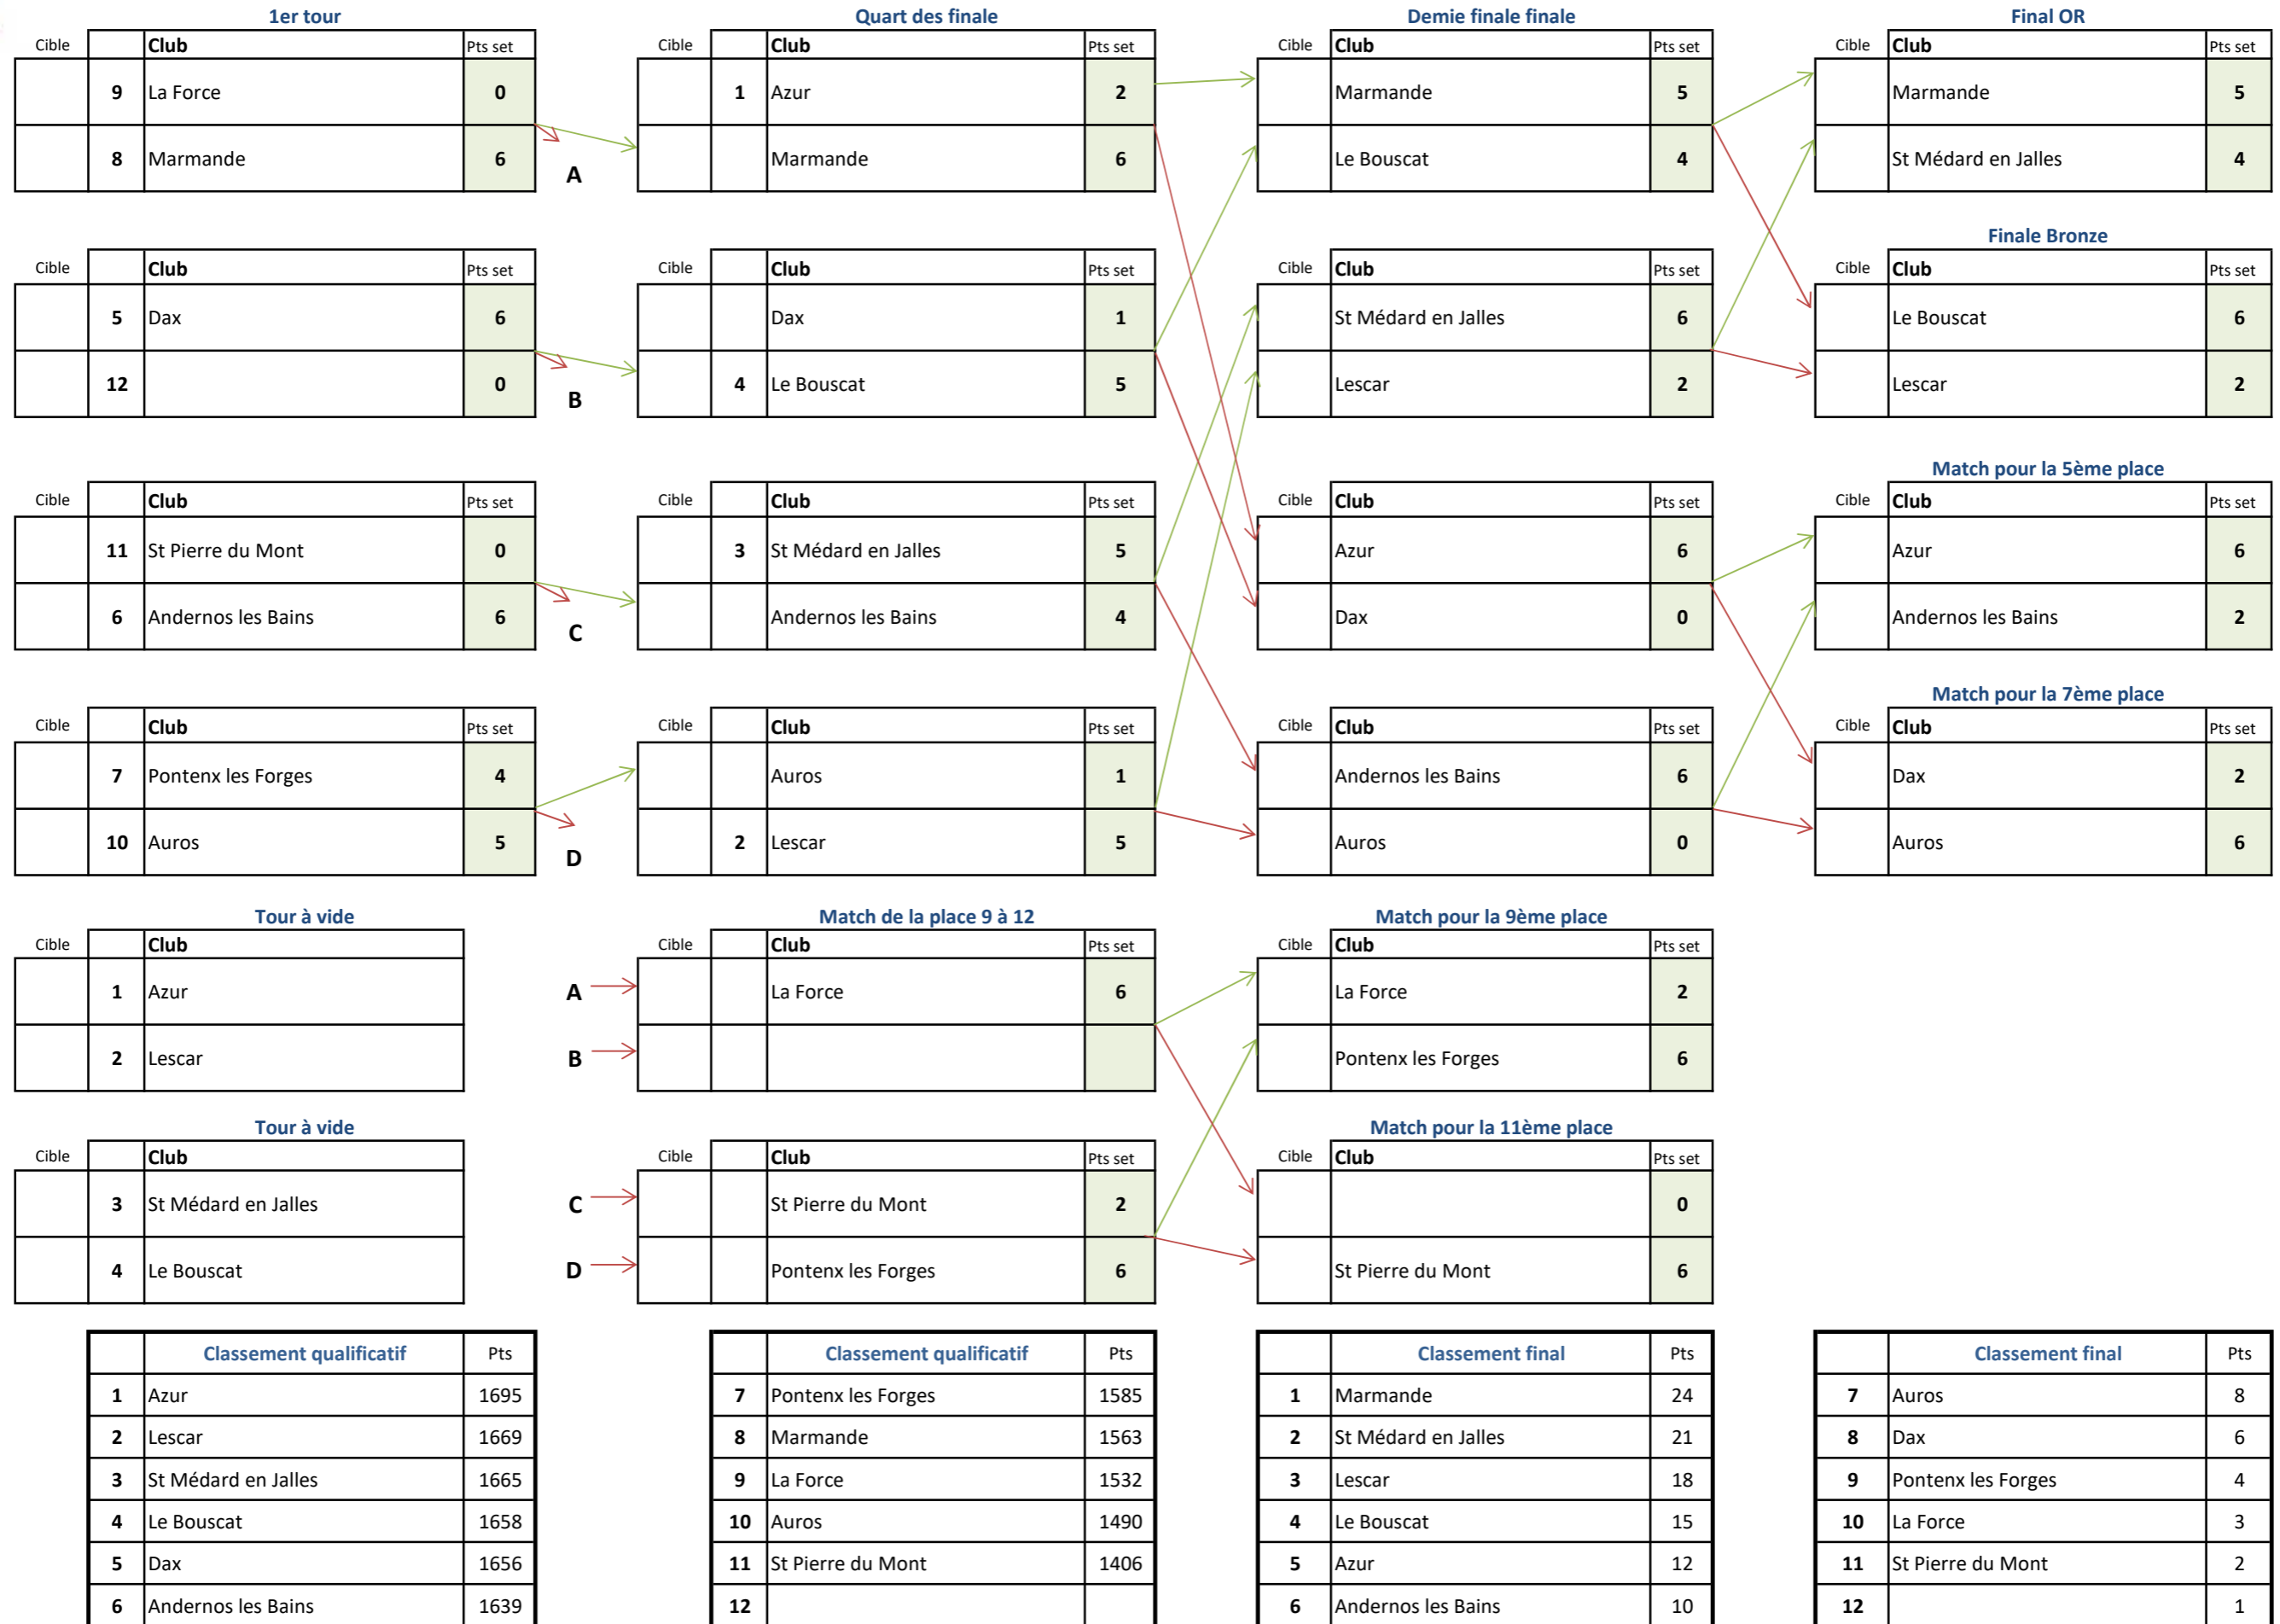 1er tour Quart des finale Demie finale finale Final OR
Cible Club Pts set Cible Club Pts set Cible Club Pts set Cible Club Pts set
9 La Force 0 1 Azur 2 Marmande 5 Marmande 5
8 Marmande 6 A Marmande 6 Le Bouscat 4 St Médard en Jalles 4
Finale Bronze
Cible Club Pts set Cible Club Pts set Cible Club Pts set Cible Club Pts set
5 Dax 6 Dax 1 St Médard en Jalles 6 Le Bouscat 6
12 0 B 4 Le Bouscat 5 Lescar 2 Lescar 2
Match pour la 5ème place
Cible Club Pts set Cible Club Pts set Cible Club Pts set Cible Club Pts set
11 St Pierre du Mont 0 3 St Médard en Jalles 5 Azur 6 Azur 6
6 Andernos les Bains 6 C Andernos les Bains 4 Dax 0 Andernos les Bains 2
Match pour la 7ème place
Cible Club Pts set Cible Club Pts set Cible Club Pts set Cible Club Pts set
7 Pontenx les Forges 4 Auros 1 Andernos les Bains 6 Dax 2
10 Auros 5 D 2 Lescar 5 Auros 0 Auros 6
Tour à vide Match de la place 9 à 12 Match pour la 9ème place
Cible Club Cible Club Pts set Cible Club Pts set
1 Azur A La Force 6 La Force 2
2 Lescar B Pontenx les Forges 6
Tour à vide Match pour la 11ème place
Cible Club Cible Club Pts set Cible Club Pts set
3 St Médard en Jalles C St Pierre du Mont 2 0
4 Le Bouscat D Pontenx les Forges 6 St Pierre du Mont 6
Classement qualificatif Pts Classement qualificatif Pts Classement final Pts Classement final Pts
1 Azur 1695 7 Pontenx les Forges 1585 1 Marmande 24 7 Auros 8
2 Lescar 1669 8 Marmande 1563 2 St Médard en Jalles 21 8 Dax 6
3 St Médard en Jalles 1665 9 La Force 1532 3 Lescar 18 9 Pontenx les Forges 4
4 Le Bouscat 1658 10 Auros 1490 4 Le Bouscat 15 10 La Force 3
5 Dax 1656 11 St Pierre du Mont 1406 5 Azur 12 11 St Pierre du Mont 2
6 Andernos les Bains 1639 12 6 Andernos les Bains 10 12 1